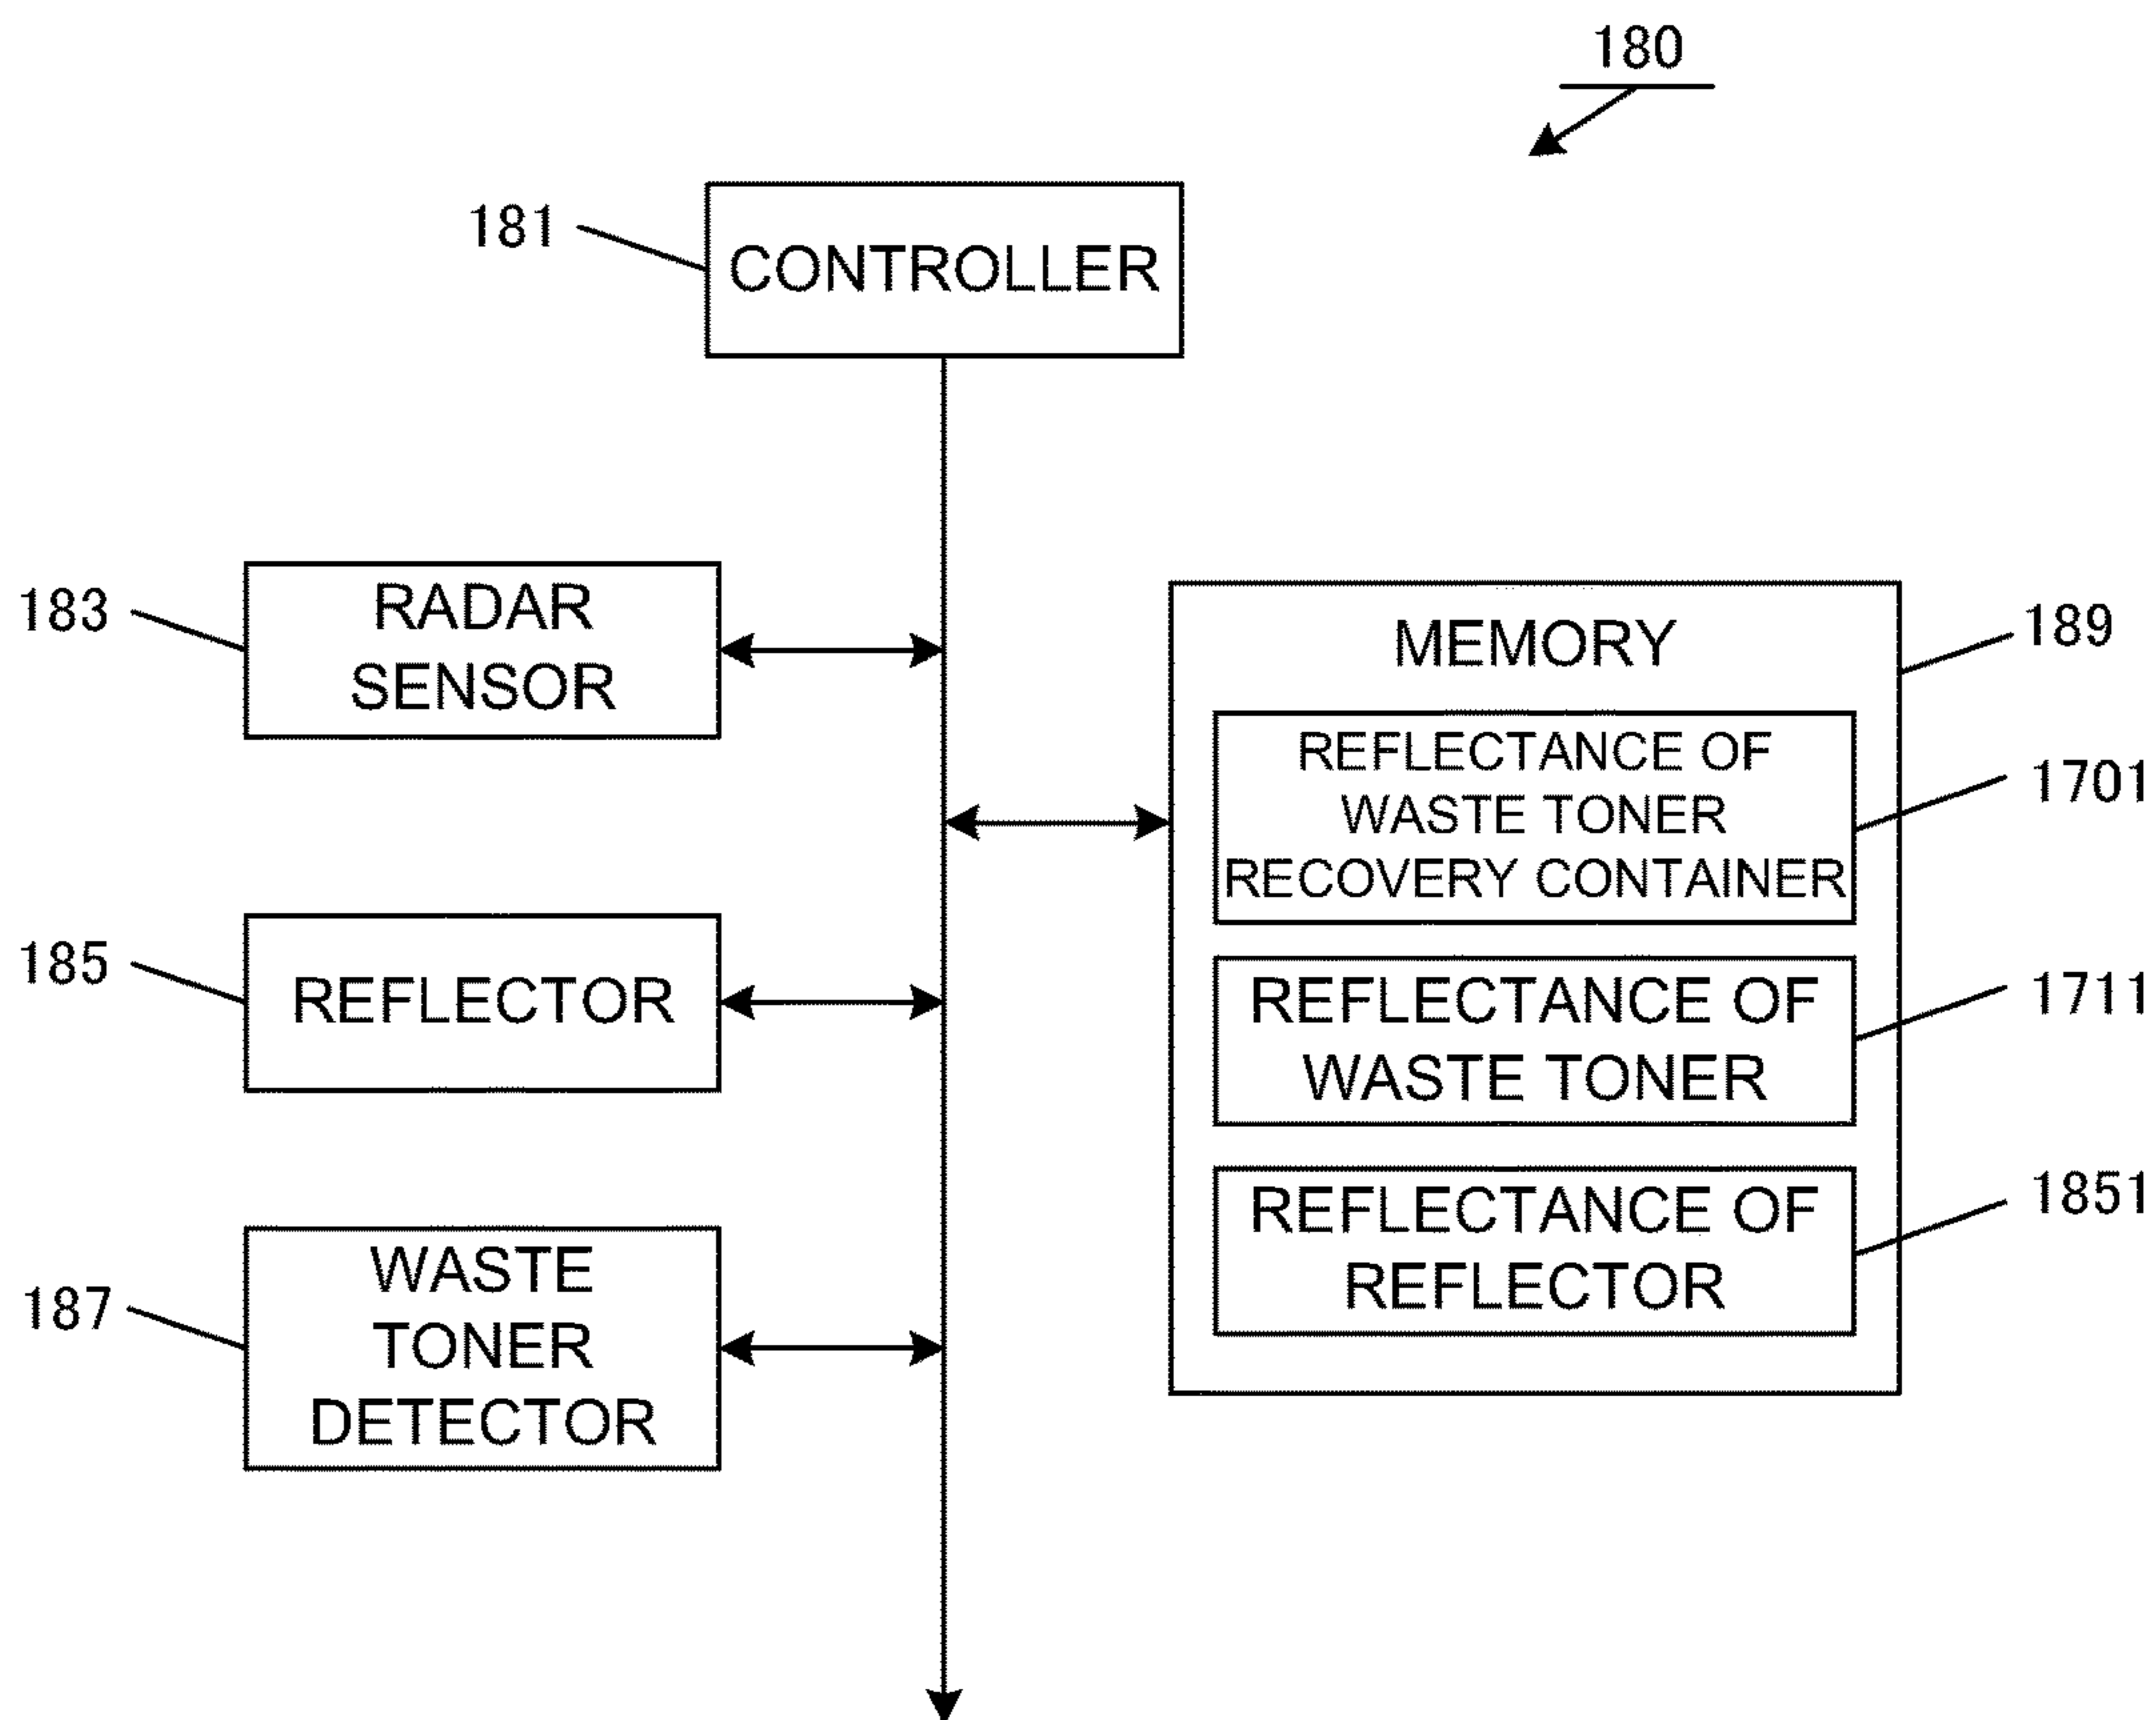 180
181
CONTROLLER
183
RADAR
SENSOR
MEMORY
189
REFLECTANCE OF
WASTE TONER
RECOVERY CONTAINER
1701
185
REFLECTOR
REFLECTANCE OF
WASTE TONER
1711
REFLECTANCE OF
REFLECTOR
1851
187
WASTE
TONER
DETECTOR